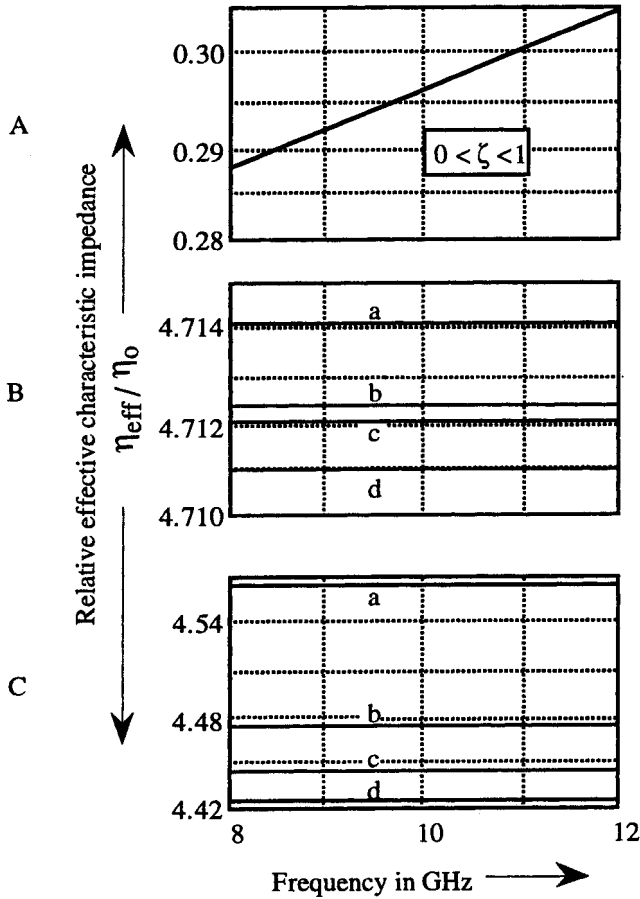 A
0.30
0.29
0.28
0 < ζ < 1
B
4.714
4.712
4.710
a
b
c
d
C
4.54
4.48
4.42
a
b
c
d
8
10
12
Frequency in GHz
Relative effective characteristic impedance
η_eff / η_o